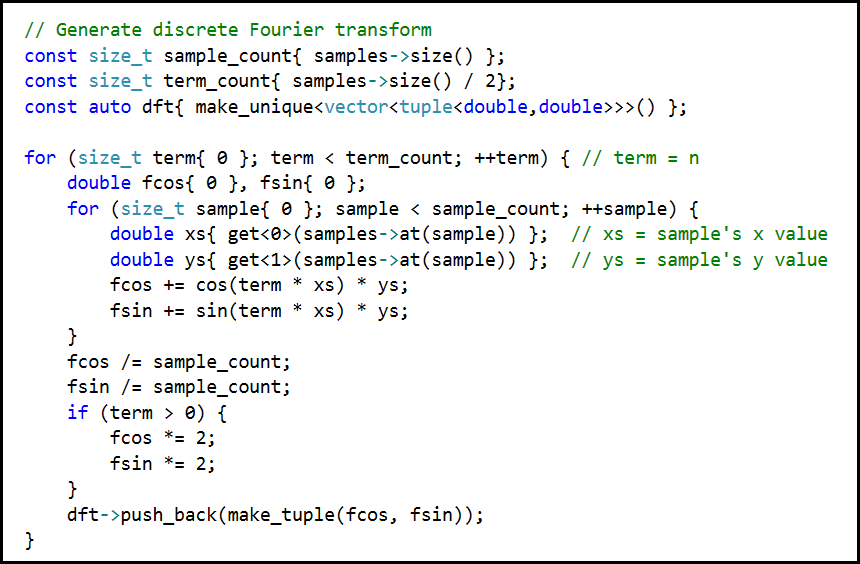 // Generate discrete Fourier transform
const size_t sample_count{ samples->size() };
const size_t term_count{ samples->size() / 2};
const auto dft{ make_unique<vector<tuple<double,double>>>() };
for (size_t term{ 0 }; term < term_count; ++term) { // term = n
double fcos{ 0 }, fsin{ 0 };
for (size_t sample{ 0 }; sample < sample_count; ++sample) {
double xs{ get<0>(samples->at(sample)) };  // xs = sample's x value
double ys{ get<1>(samples->at(sample)) };  // ys = sample's y value
fcos += cos(term * xs) * ys;
fsin += sin(term * xs) * ys;
}
fcos /= sample_count;
fsin /= sample_count;
if (term > 0) {
fcos *= 2;
fsin *= 2;
}
dft->push_back(make_tuple(fcos, fsin));
}